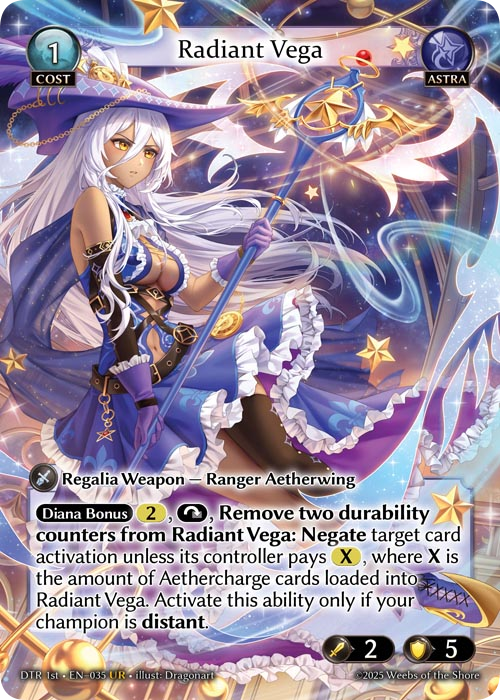 1
COST
Radiant Vega
ASTRA
Regalia Weapon — Ranger Aetherwing
Diana Bonus 2 , , Remove two durability
counters from Radiant Vega: Negate target card
activation unless its controller pays X , where X is
the amount of Aethercharge cards loaded into
Radiant Vega. Activate this ability only if your
champion is distant.
2 5
DTR 1st • EN-035 UR • illust: Dragonart
©2025 Weebs of the Shore